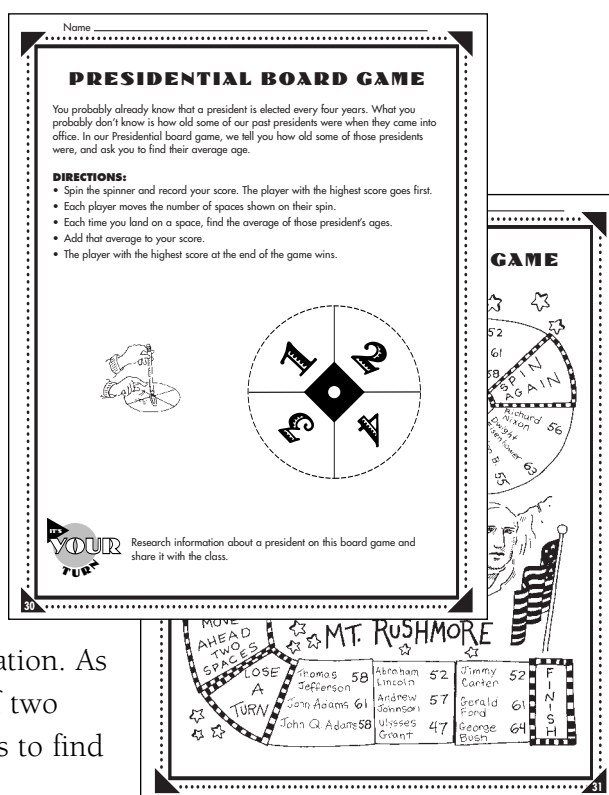 Name
PRESIDENTIAL BOARD GAME
You probably already know that a president is elected every four years. What you
probably don't know is how old some of our past presidents were when they came into
office. In our Presidential board game, we tell you how old some of those presidents
were, and ask you to find their average age.
DIRECTIONS:
• Spin the spinner and record your score. The player with the highest score goes first.
• Each player moves the number of spaces shown on their spin.
• Each time you land on a space, find the average of those president's ages.
• Add that average to your score.
• The player with the highest score at the end of the game wins.
1
2
3
4
IT'S
YOUR
TURN
Research information about a president on this board game and
share it with the class.
30
GAME
52
61
58
SPIN
AGAIN
Richard
Nixon 56
Dwight
Eisenhower 63
B. 55
MOVE
AHEAD
TWO
SPACES
MT. RUSHMORE
LOSE
A
TURN
Thomas
Jefferson 58
John Adams 61
John Q. Adams 58
Abraham
Lincoln 52
Andrew
Johnson 57
Ulysses
Grant 47
Jimmy
Carter 52
Gerald
Ford 61
George
Bush 64
FINISH
31
ation. As
two
s to find